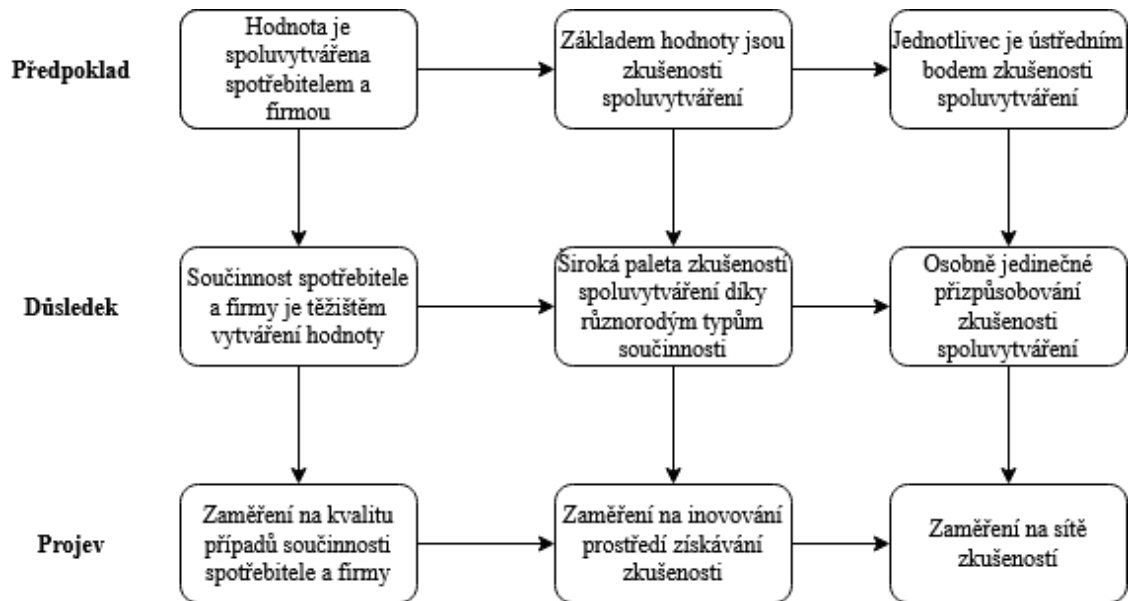 Předpoklad
Hodnota je
spoluvytvářena
spotřebitelem a
firmou
Základem hodnoty jsou
zkušenosti
spoluvytváření
Jednotlivec je ústředním
bodem zkušenosti
spoluvytváření
Důsledek
Součinnost spotřebitele
a firmy je těžištěm
vytváření hodnoty
Široká paleta zkušeností
spoluvytváření díky
různorodým typům
součinnosti
Osobně jedinečné
přizpůsobování
zkušenosti
spoluvytváření
Projev
Zaměření na kvalitu
případů součinnosti
spotřebitele a firmy
Zaměření na inovování
prostředí získávání
zkušenosti
Zaměření na sítě
zkušeností